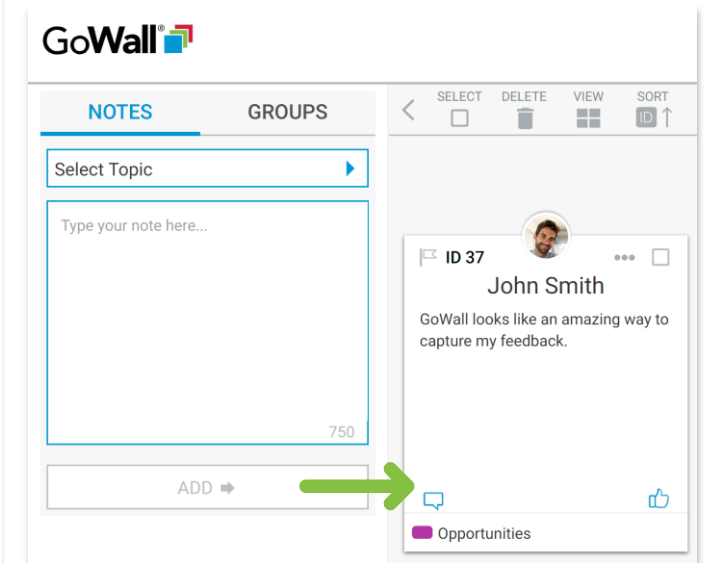 GoWall®
NOTES
GROUPS
Select Topic
Type your note here...
750
ADD
SELECT
DELETE
VIEW
SORT
ID
ID 37
John Smith
GoWall looks like an amazing way to
capture my feedback.
Opportunities